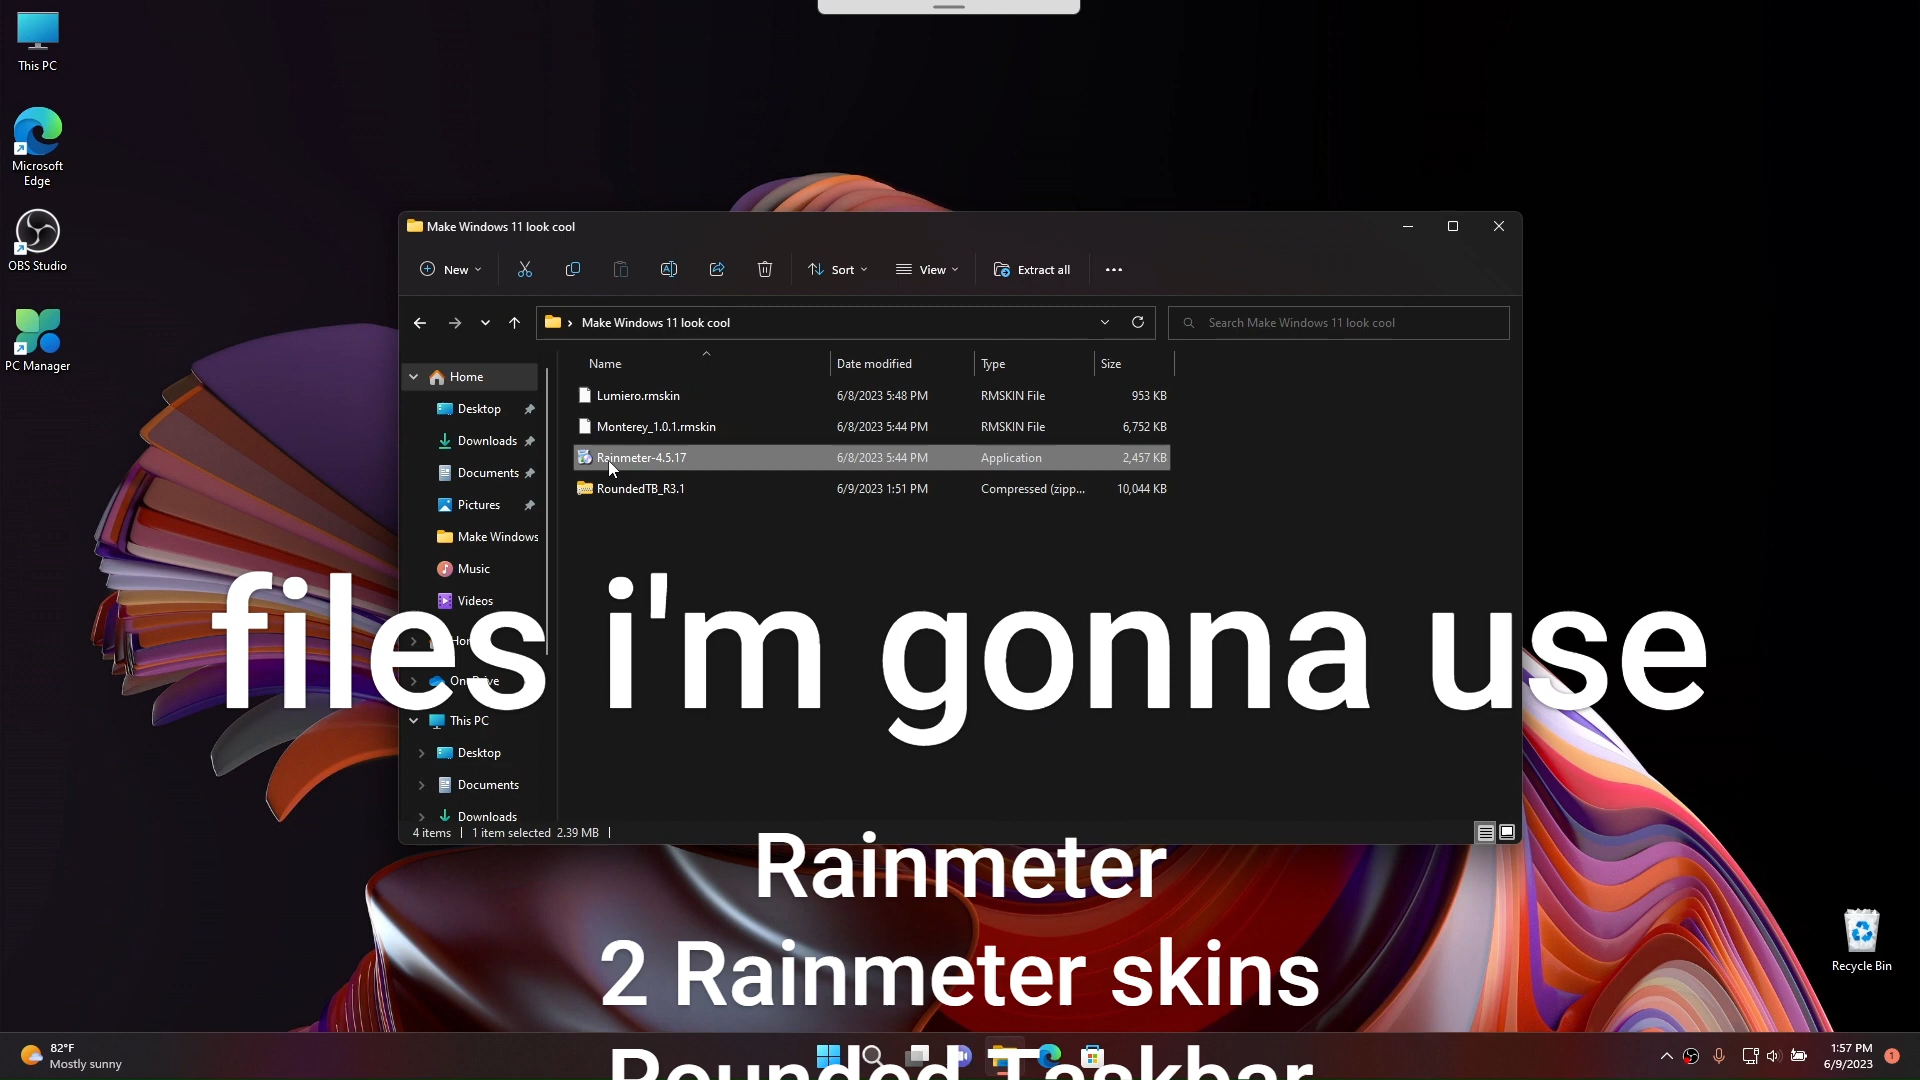 This PC
Microsoft
Edge
OBS Studio
PC Manager
Make Windows 11 look cool
New
Sort
View
Extract all
Make Windows 11 look cool
Search Make Windows 11 look cool
Name Date modified Type Size
Lumiero.rmskin 6/8/2023 5:48 PM RMSKIN File 953 KB
Monterey_1.0.1.rmskin 6/8/2023 5:44 PM RMSKIN File 6,752 KB
Rainmeter-4.5.17 6/8/2023 5:44 PM Application 2,457 KB
RoundedTB_R3.1 6/9/2023 1:51 PM Compressed (zipp... 10,044 KB
Home
Desktop
Downloads
Documents
Pictures
Make Windows
Music
Videos
This PC
Desktop
Documents
Downloads
4 items 1 item selected 2.39 MB
files i'm gonna use
Rainmeter
2 Rainmeter skins
Rounded Taskbar
Recycle Bin
82°F
Mostly sunny
1:57 PM
6/9/2023
1